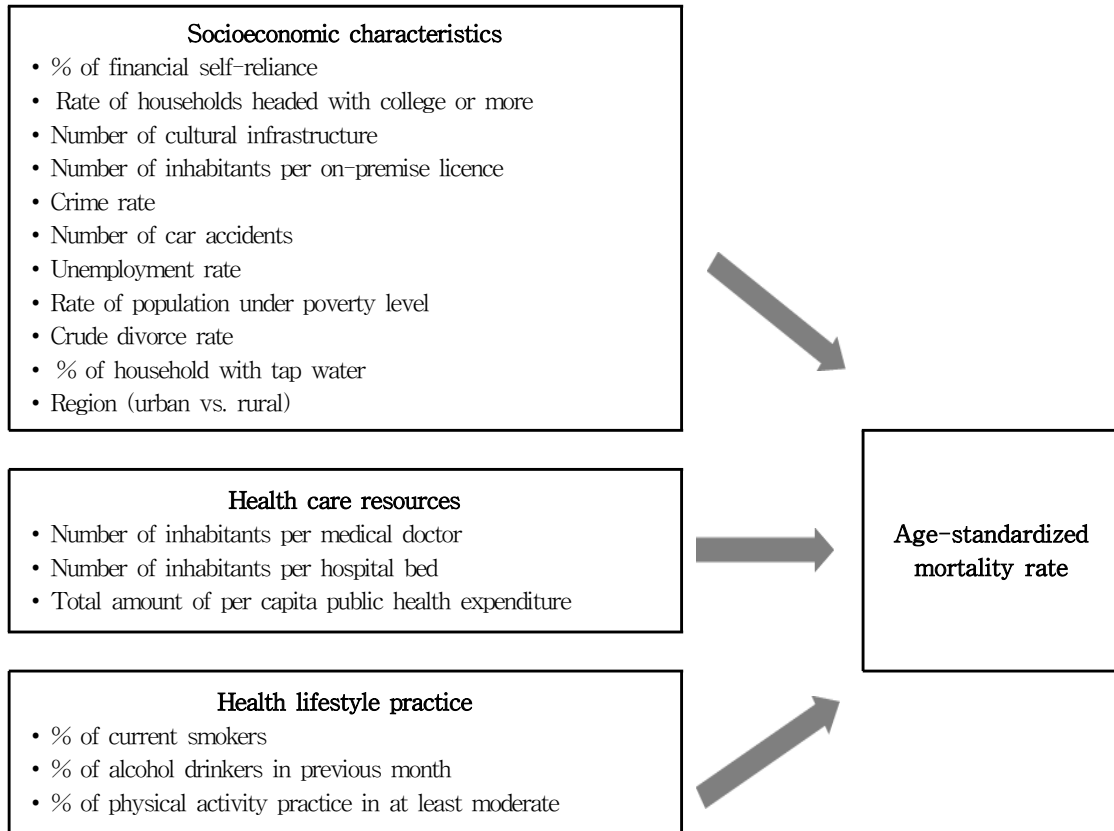 Socioeconomic characteristics
• % of financial self-reliance
• Rate of households headed with college or more
• Number of cultural infrastructure
• Number of inhabitants per on-premise licence
• Crime rate
• Number of car accidents
• Unemployment rate
• Rate of population under poverty level
• Crude divorce rate
• % of household with tap water
• Region (urban vs. rural)
Health care resources
• Number of inhabitants per medical doctor
• Number of inhabitants per hospital bed
• Total amount of per capita public health expenditure
Health lifestyle practice
• % of current smokers
• % of alcohol drinkers in previous month
• % of physical activity practice in at least moderate
Age-standardized
mortality rate